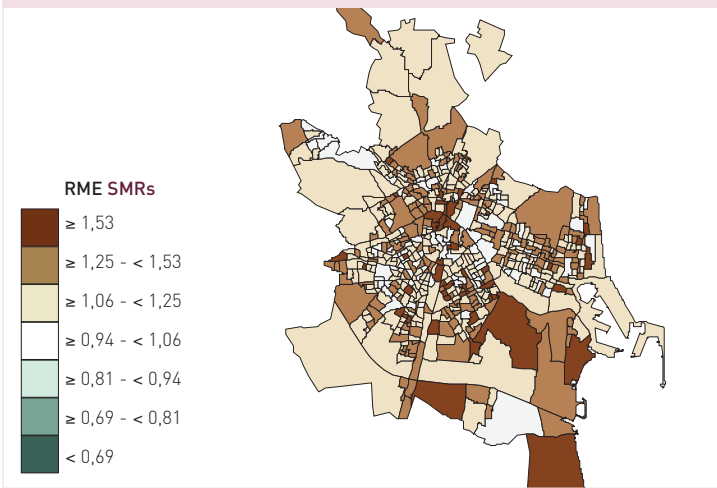 RME SMRs
≥ 1,53
≥ 1,25 - < 1,53
≥ 1,06 - < 1,25
≥ 0,94 - < 1,06
≥ 0,81 - < 0,94
≥ 0,69 - < 0,81
< 0,69